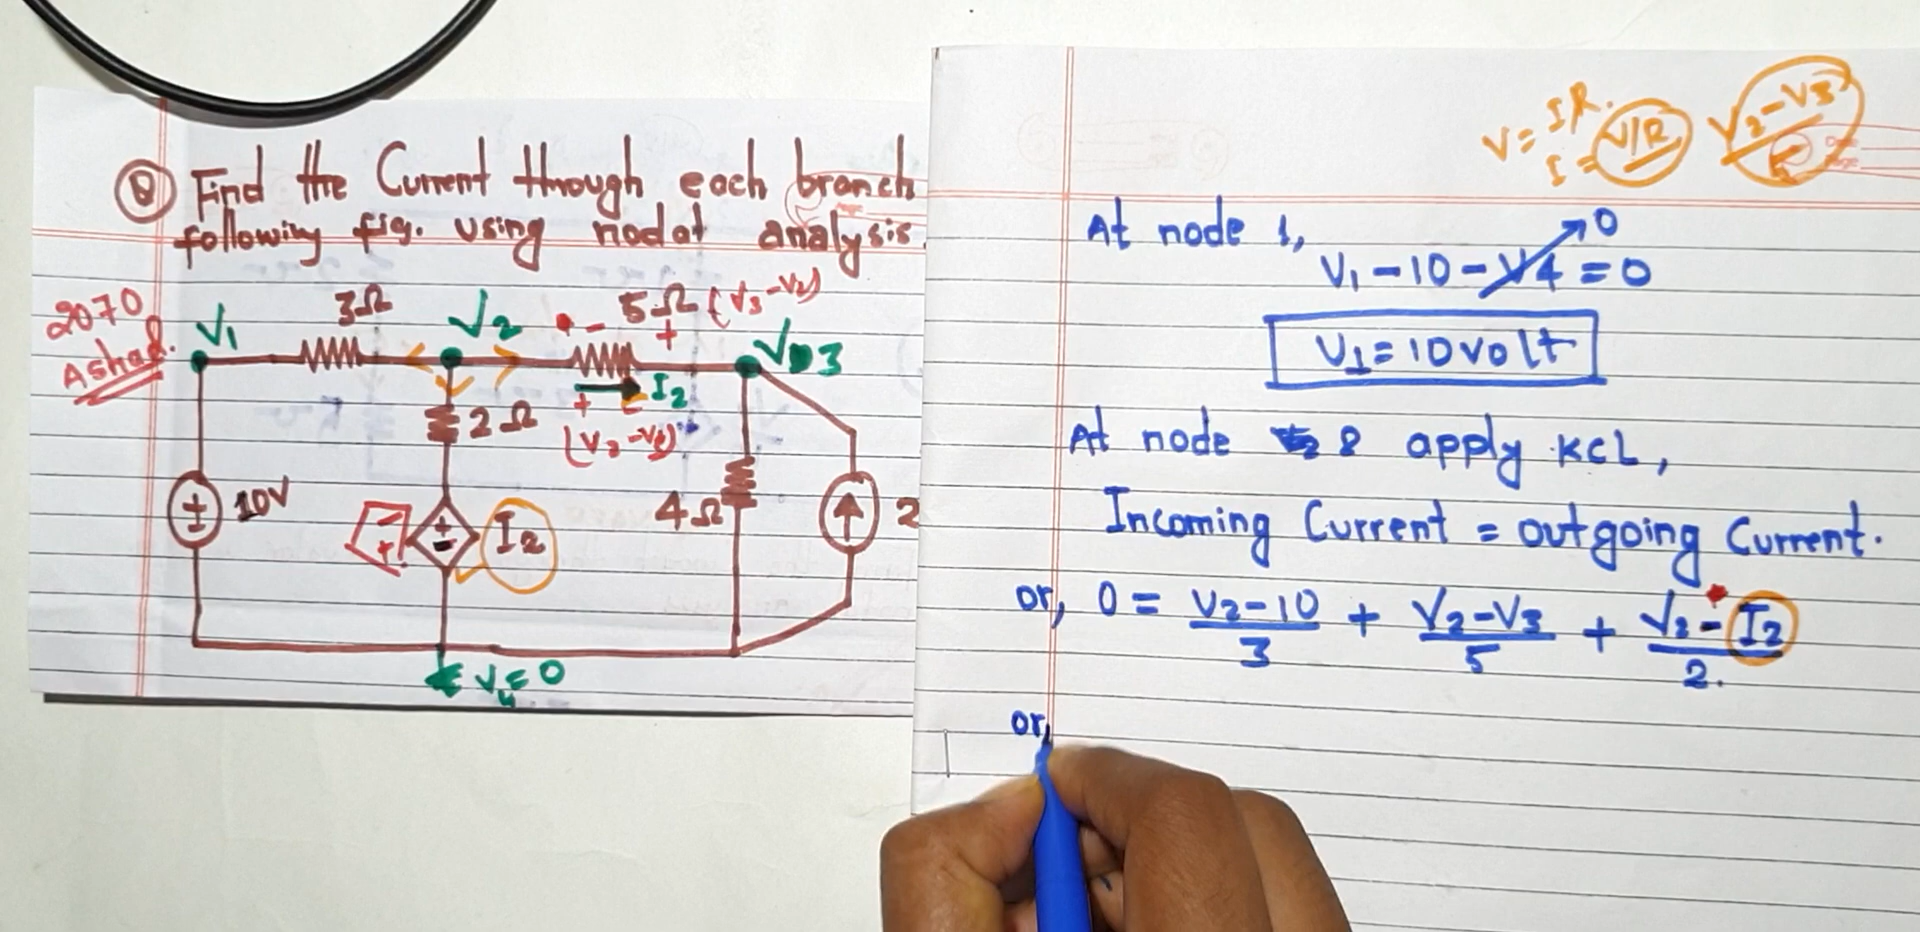 Q Find the Current through each branch
following fig. using nodal analysis.
2070
Ashad.
V1
3Ω
V2
5Ω (V3-V2)
- +
V3
2Ω
+ -
I2
10V
±
- +
+ -
I2
4Ω
2
V4=0
V = IR.
I = V/R
V2-V3
At node 1,
V1 - 10 - V4 = 0
0
V1 = 10 volt
At node 2 apply KCL,
Incoming Current = outgoing Current.
or, 0 = V2-10/3 + V2-V3/5 + V2-I2/2.
or,